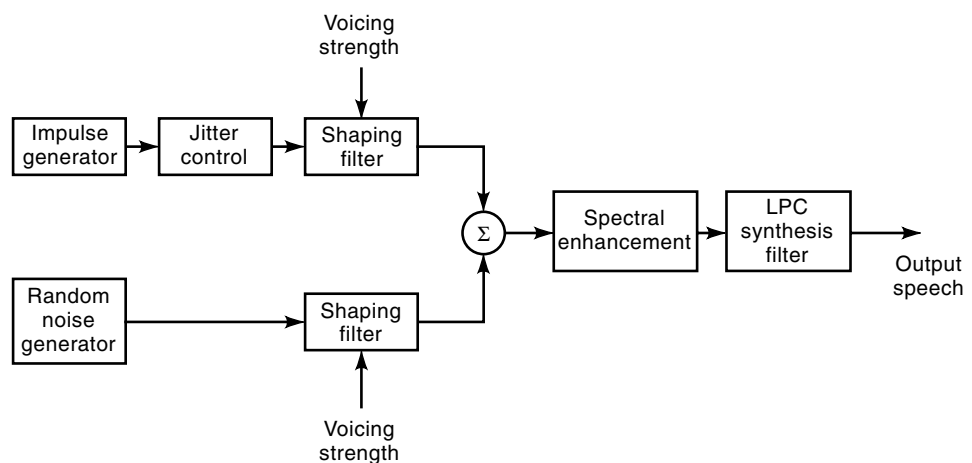 Voicing
strength
Impulse
generator
Jitter
control
Shaping
filter
Σ
Spectral
enhancement
LPC
synthesis
filter
Output
speech
Random
noise
generator
Shaping
filter
Voicing
strength